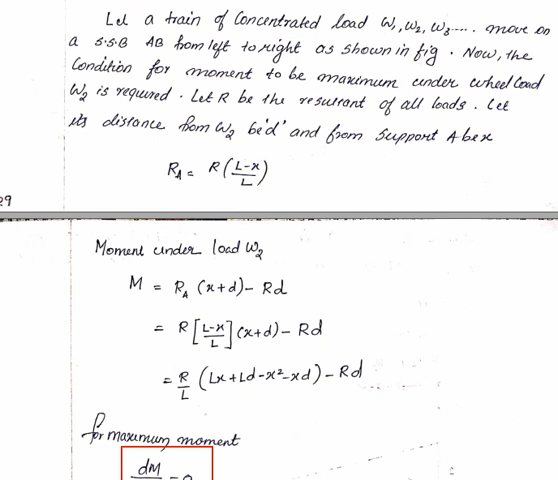 Let a train of Concentrated load W₁, W₂, W₃..... move on
a S.S.B AB from left to right as shown in fig. Now, the
Condition for moment to be maximum under wheel load
W₂ is required. Let R be the resultant of all loads. Let
its distance from W₂ be 'd' and from Support A be x
R_A = R (L-x/L)
29
Moment under load W₂
M = R_A (x+d) - Rd
= R [L-x/L] (x+d) - Rd
= R/L (Lx+Ld-x²-xd) - Rd
for maximum moment
dM